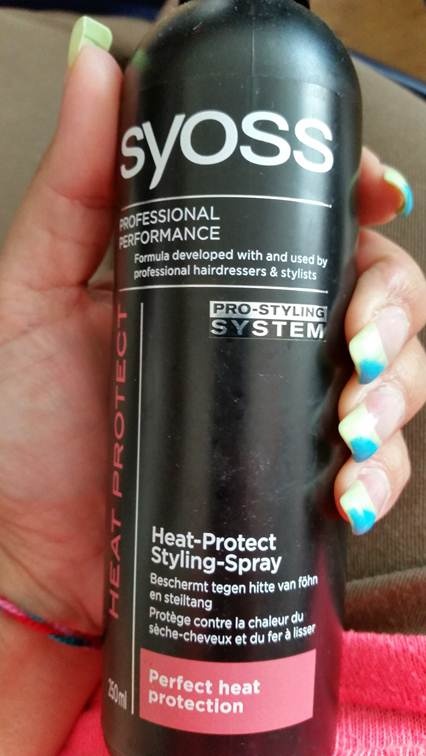 syoss
PROFESSIONAL
PERFORMANCE
Formula developed with and used by
professional hairdressers & stylists
PRO-STYLING
SYSTEM
HEAT PROTECT
Heat-Protect
Styling-Spray
Beschermt tegen hitte van föhn
en steiltang
Protège contre la chaleur du
sèche-cheveux et du fer à lisser
Perfect heat
protection
250ml